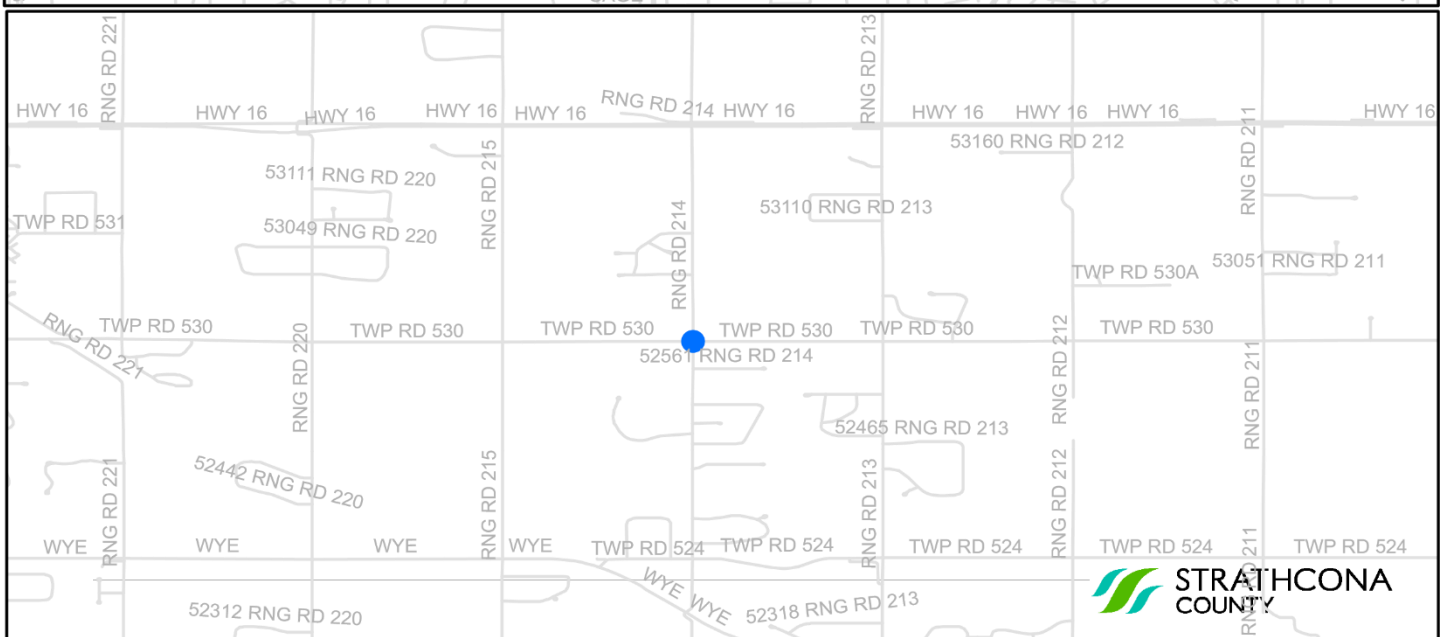 RNG RD 221
RNG RD 213
HWY 16
HWY 16
HWY 16
HWY 16
HWY 16
RNG RD 214
HWY 16
HWY 16
HWY 16
HWY 16
HWY 16
53160 RNG RD 212
RNG RD 211
53111 RNG RD 220
RNG RD 215
TWP RD 531
53049 RNG RD 220
RNG RD 214
53110 RNG RD 213
TWP RD 530A
53051 RNG RD 211
RNG RD 221
TWP RD 530
TWP RD 530
TWP RD 530
TWP RD 530
TWP RD 530
TWP RD 530
52561 RNG RD 214
RNG RD 220
RNG RD 212
RNG RD 211
52465 RNG RD 213
52442 RNG RD 220
RNG RD 221
RNG RD 215
RNG RD 213
RNG RD 212
WYE
WYE
WYE
WYE
TWP RD 524
TWP RD 524
TWP RD 524
TWP RD 524
TWP RD 524
RNG RD 211
WYE
WYE
52312 RNG RD 220
52318 RNG RD 213
STRATHCONA
COUNTY